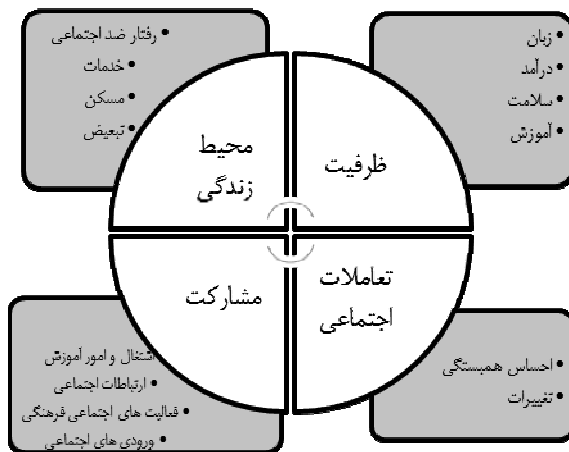 • زبان
• درآمد
• سلامت
• آموزش
ظرفیت
• رفتار ضد اجتماعی
• خدمات
• مسکن
• تبعیض
محیط
زندگی
تعاملات
اجتماعی
• احساس همبستگی
• تغییرات
مشارکت
اشتغال و امور آموزش
• ارتباطات اجتماعی
• فعالیت های اجتماعی فرهنگی
• ورودی های اجتماعی